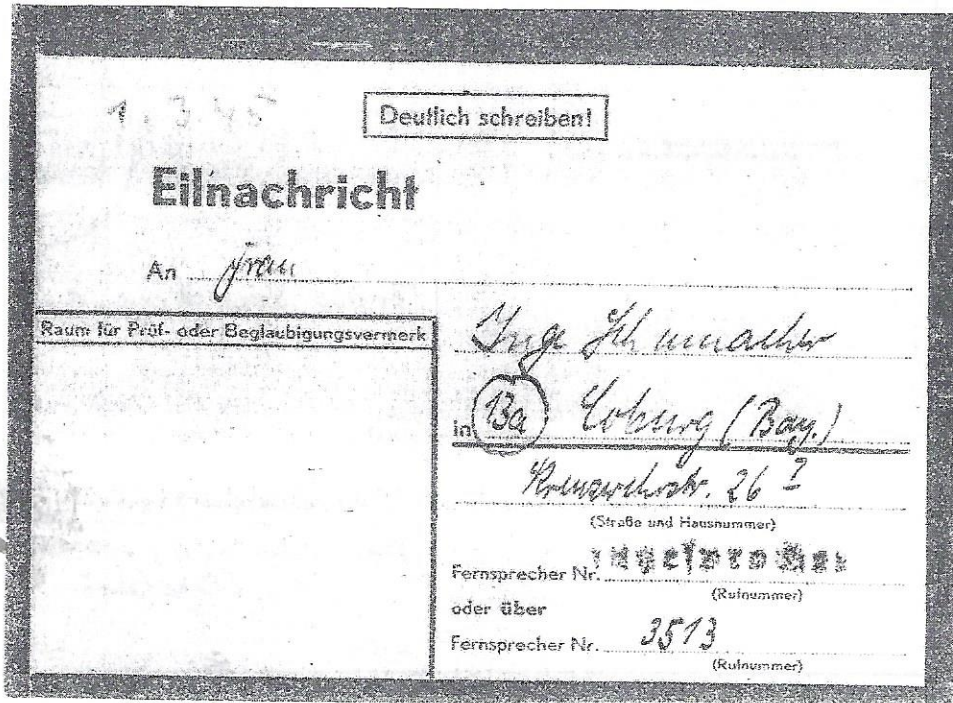 1.3.45
Deutlich schreiben!
Eilnachricht
An Frau
Raum für Prüf- oder Beglaubigungsvermerk
Inge Schumacher
in 13a Coburg (Bay.)
26
(Straße und Hausnummer)
Fernsprecher Nr.
(Rufnummer)
oder über
Fernsprecher Nr. 3513
(Rufnummer)